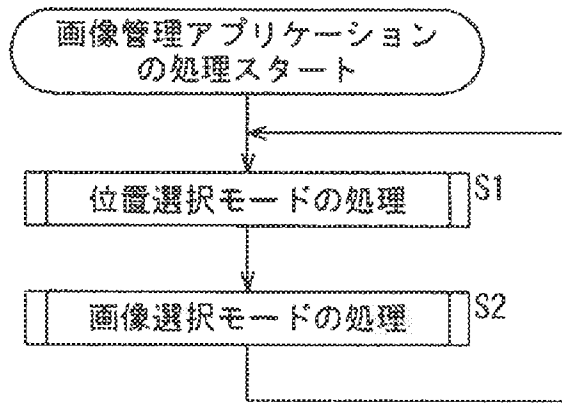 画像管理アプリケーション
の処理スタート
位置選択モードの処理
S1
画像選択モードの処理
S2